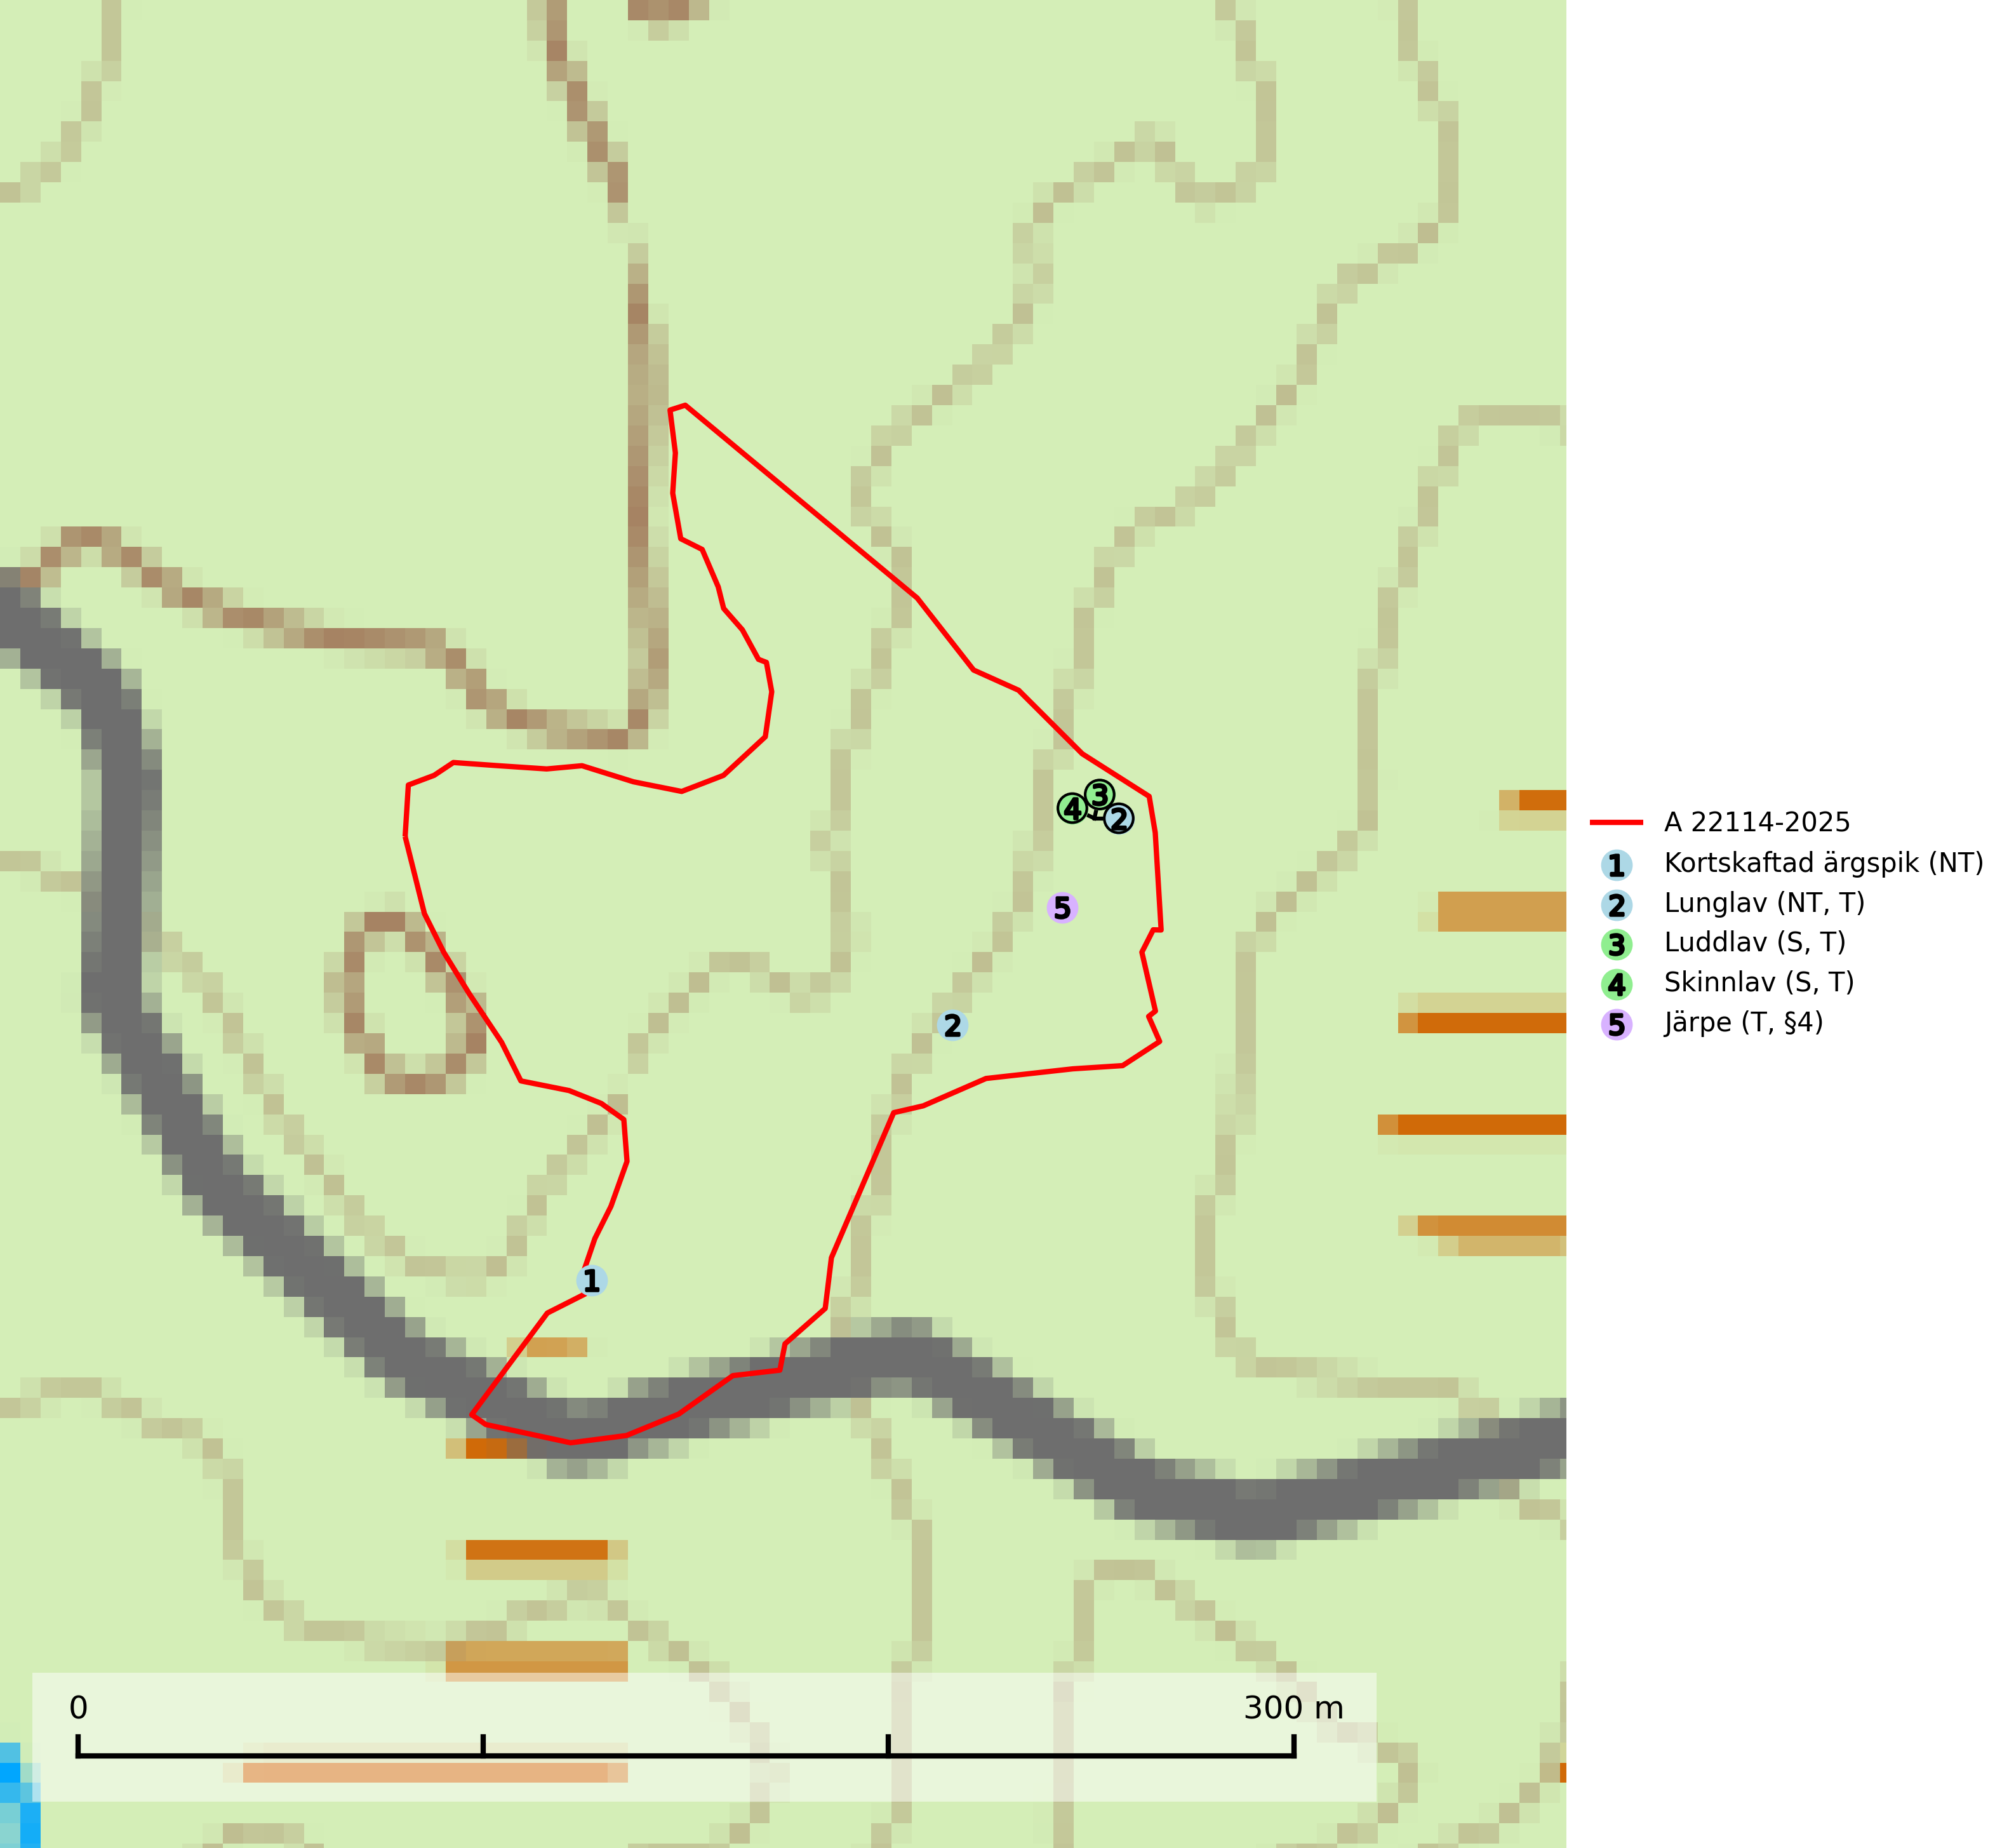 3
4
2
5
2
1
0
300 m
A 22114-2025
1 Kortskaftad ärgspik (NT)
2 Lunglav (NT, T)
3 Luddlav (S, T)
4 Skinnlav (S, T)
5 Järpe (T, §4)